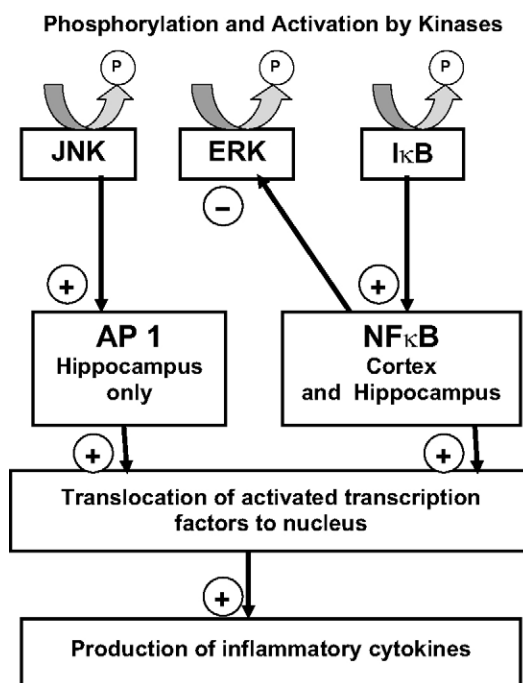 Phosphorylation and Activation by Kinases
P P P
JNK ERK IκB
−
+ +
AP 1 NFκB
Hippocampus Cortex
only and Hippocampus
+ +
Translocation of activated transcription
factors to nucleus
+
Production of inflammatory cytokines